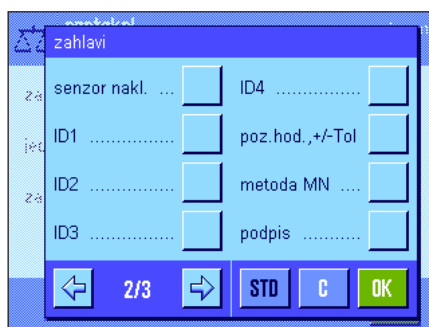 zahlavi
senzor nakl. ...
ID4 ...............
ID1 ...............
poz.hod.,+/-Tol
ID2 ...............
metoda MN ....
ID3 ...............
podpis ..........
2/3
STD
C
OK